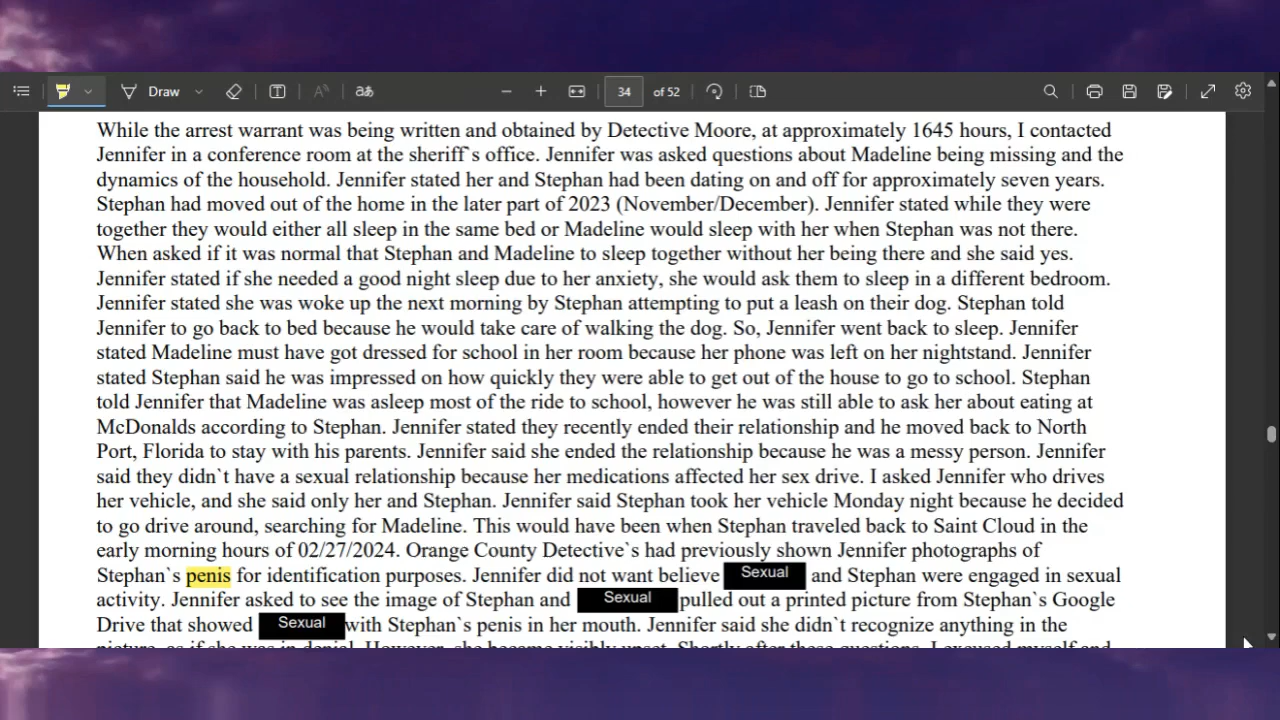 Draw
aあ
34 of 52
While the arrest warrant was being written and obtained by Detective Moore, at approximately 1645 hours, I contacted
Jennifer in a conference room at the sheriff`s office. Jennifer was asked questions about Madeline being missing and the
dynamics of the household. Jennifer stated her and Stephan had been dating on and off for approximately seven years.
Stephan had moved out of the home in the later part of 2023 (November/December). Jennifer stated while they were
together they would either all sleep in the same bed or Madeline would sleep with her when Stephan was not there.
When asked if it was normal that Stephan and Madeline to sleep together without her being there and she said yes.
Jennifer stated if she needed a good night sleep due to her anxiety, she would ask them to sleep in a different bedroom.
Jennifer stated she was woke up the next morning by Stephan attempting to put a leash on their dog. Stephan told
Jennifer to go back to bed because he would take care of walking the dog. So, Jennifer went back to sleep. Jennifer
stated Madeline must have got dressed for school in her room because her phone was left on her nightstand. Jennifer
stated Stephan said he was impressed on how quickly they were able to get out of the house to go to school. Stephan
told Jennifer that Madeline was asleep most of the ride to school, however he was still able to ask her about eating at
McDonalds according to Stephan. Jennifer stated they recently ended their relationship and he moved back to North
Port, Florida to stay with his parents. Jennifer said she ended the relationship because he was a messy person. Jennifer
said they didn`t have a sexual relationship because her medications affected her sex drive. I asked Jennifer who drives
her vehicle, and she said only her and Stephan. Jennifer said Stephan took her vehicle Monday night because he decided
to go drive around, searching for Madeline. This would have been when Stephan traveled back to Saint Cloud in the
early morning hours of 02/27/2024. Orange County Detective`s had previously shown Jennifer photographs of
Stephan`s penis for identification purposes. Jennifer did not want believe Sexual and Stephan were engaged in sexual
activity. Jennifer asked to see the image of Stephan and Sexual pulled out a printed picture from Stephan`s Google
Drive that showed Sexual with Stephan`s penis in her mouth. Jennifer said she didn`t recognize anything in the
picture, as if she was in denial. However, she became visibly upset. Shortly after these questions, I excused myself and